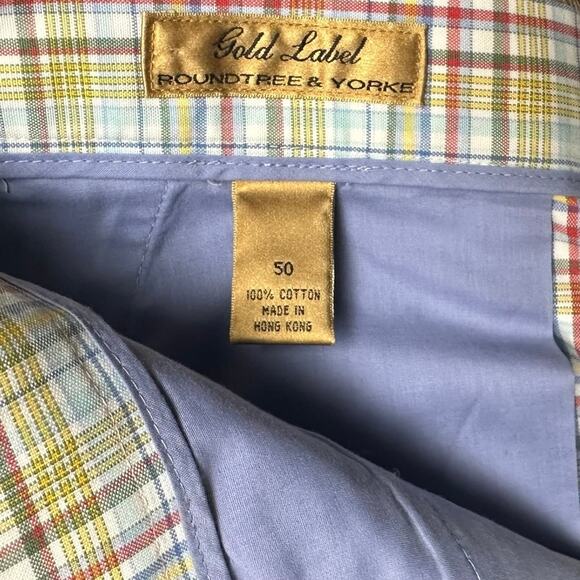 Gold Label
ROUNDTREE & YORKE
50
100% COTTON
MADE IN
HONG KONG